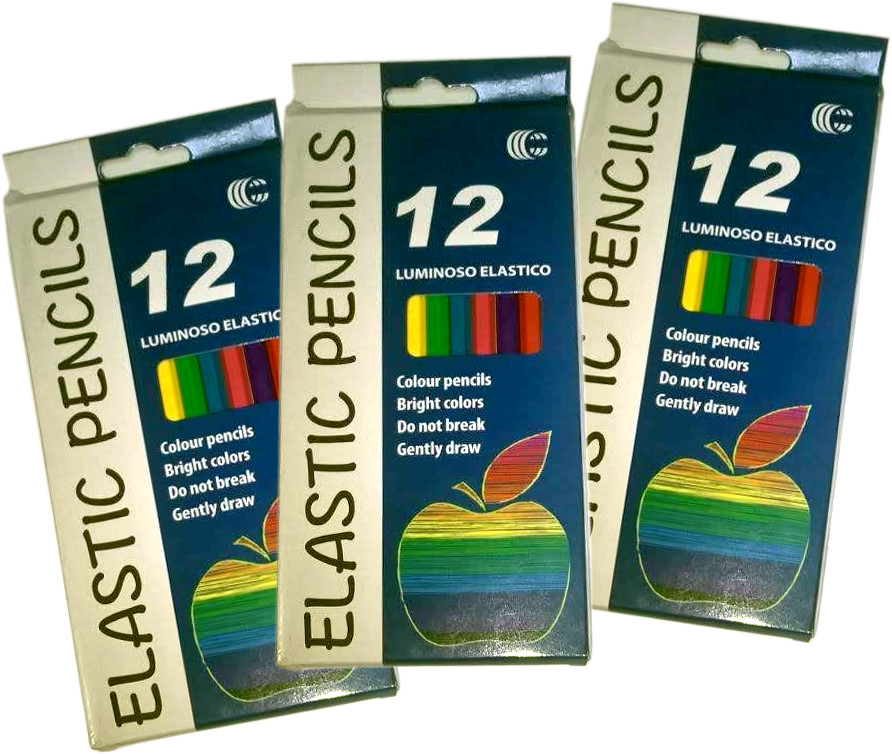 ELASTIC PENCILS
12
LUMINOSO ELASTIC
Colour pencils
Bright colors
Do not break
Gently draw
ELASTIC PENCILS
12
LUMINOSO ELASTICO
Colour pencils
Bright colors
Do not break
Gently draw
ELASTIC PENCILS
12
LUMINOSO ELASTICO
Colour pencils
Bright colors
Do not break
Gently draw